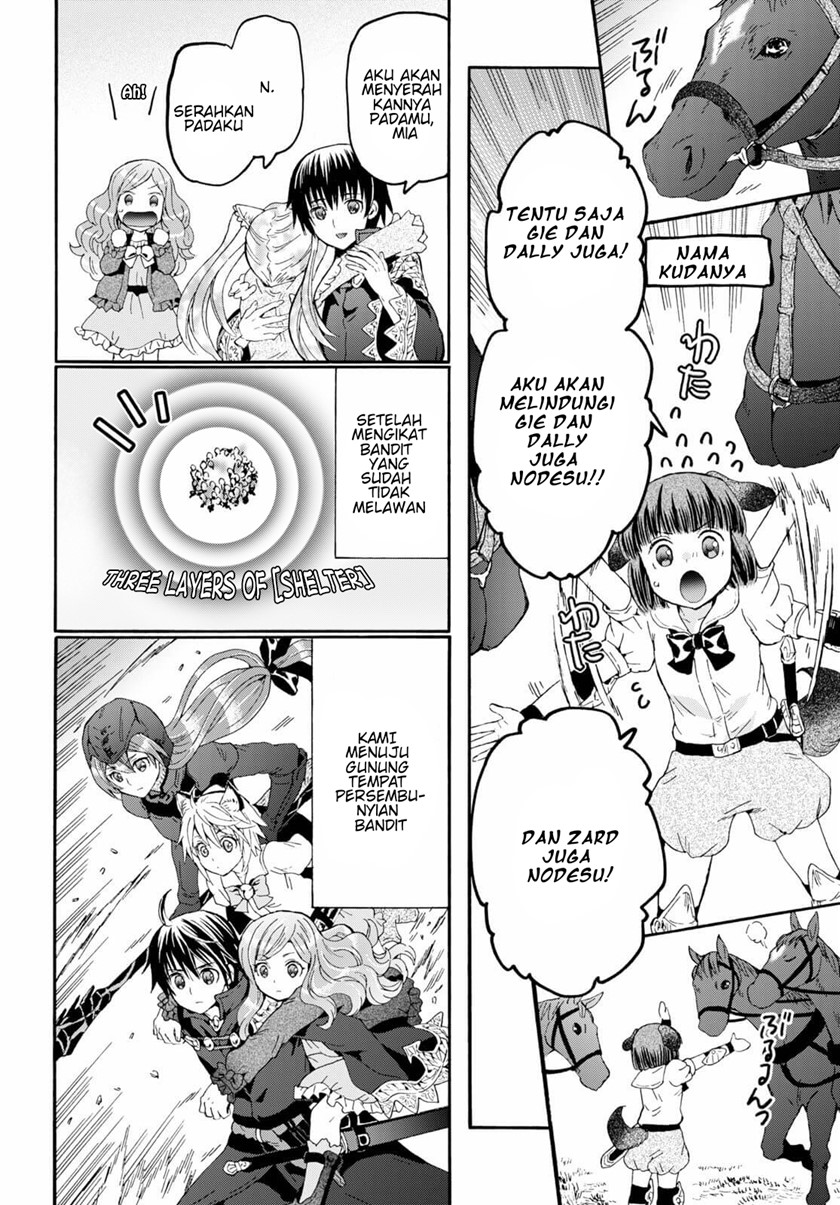 ぶるん
NAMA
KUDANYA
TENTU SAJA
GIE DAN
DALLY JUGA!
わた
AKU AKAN
MELINDUNGI
GIE DAN
DALLY
JUGA
NODESU!!
わた
DAN ZARD
JUGA
NODESU!
ぶるるんっ
AKU AKAN
MENYERAH
KANNYA
PADAMU,
MIA
N.
SERAHKAN
PADAKU
Ah!
SETELAH
MENGIKAT
BANDIT
YANG
SUDAH
TIDAK
MELAWAN
THREE LAYERS OF [SHELTER]
KAMI
MENUJU
GUNUNG
TEMPAT
PERSEMBU-
NYIAN
BANDIT